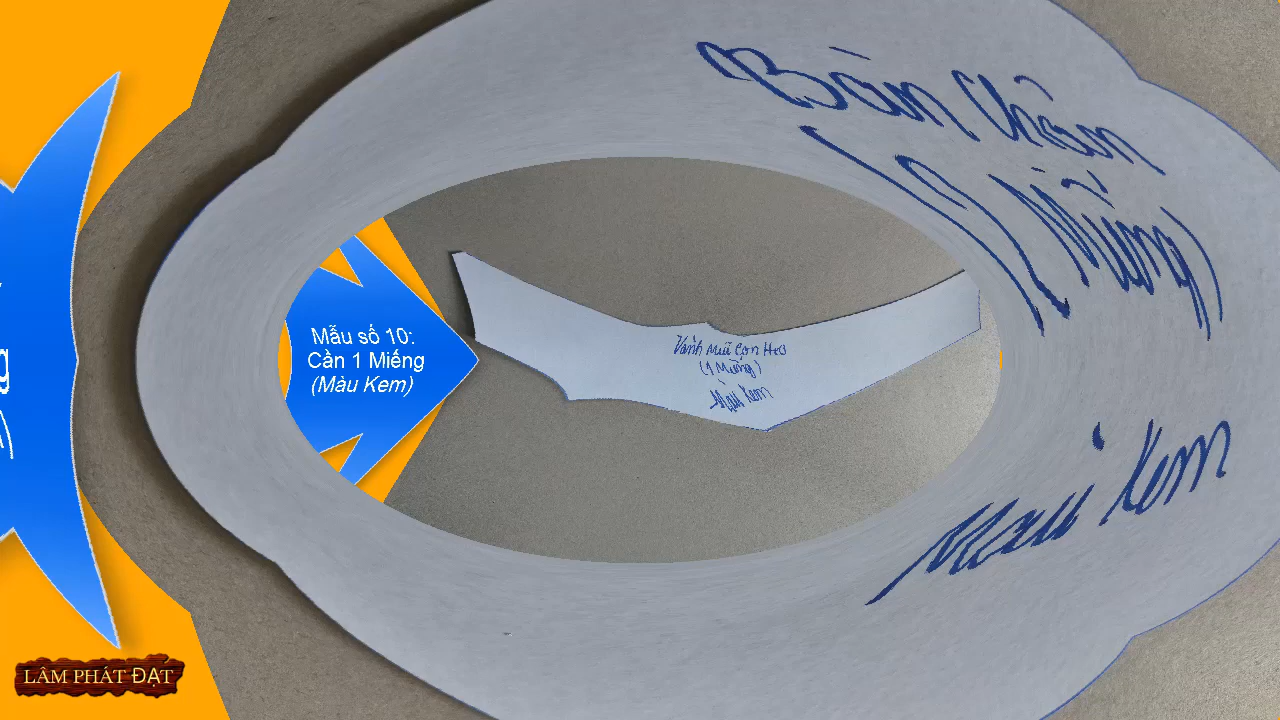 Bàn Chân
(2 Miếng)
Màu Kem
Mẫu số 10:
Cần 1 Miếng
(Màu Kem)
Vành Mũ Con Heo
(1 Miếng)
Màu Kem
LÂM PHÁT ĐẠT